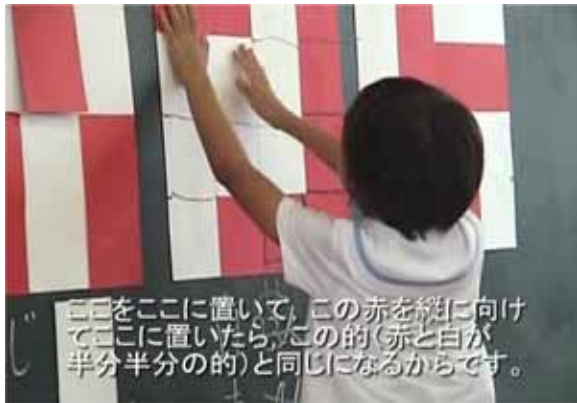 ここをここに置いて，この赤を縦に向け
てここに置いたら，この的（赤と白が
半分半分の的）と同じになるからです。